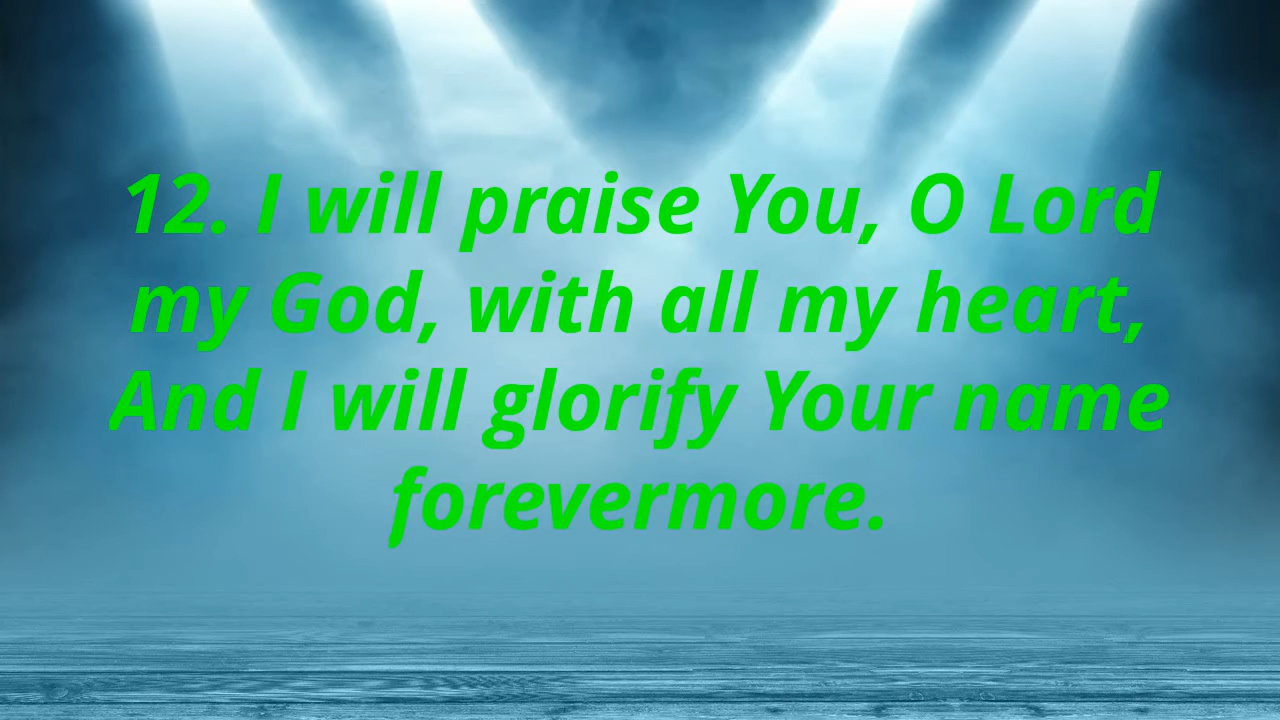 12. I will praise You, O Lord
my God, with all my heart,
And I will glorify Your name
forevermore.